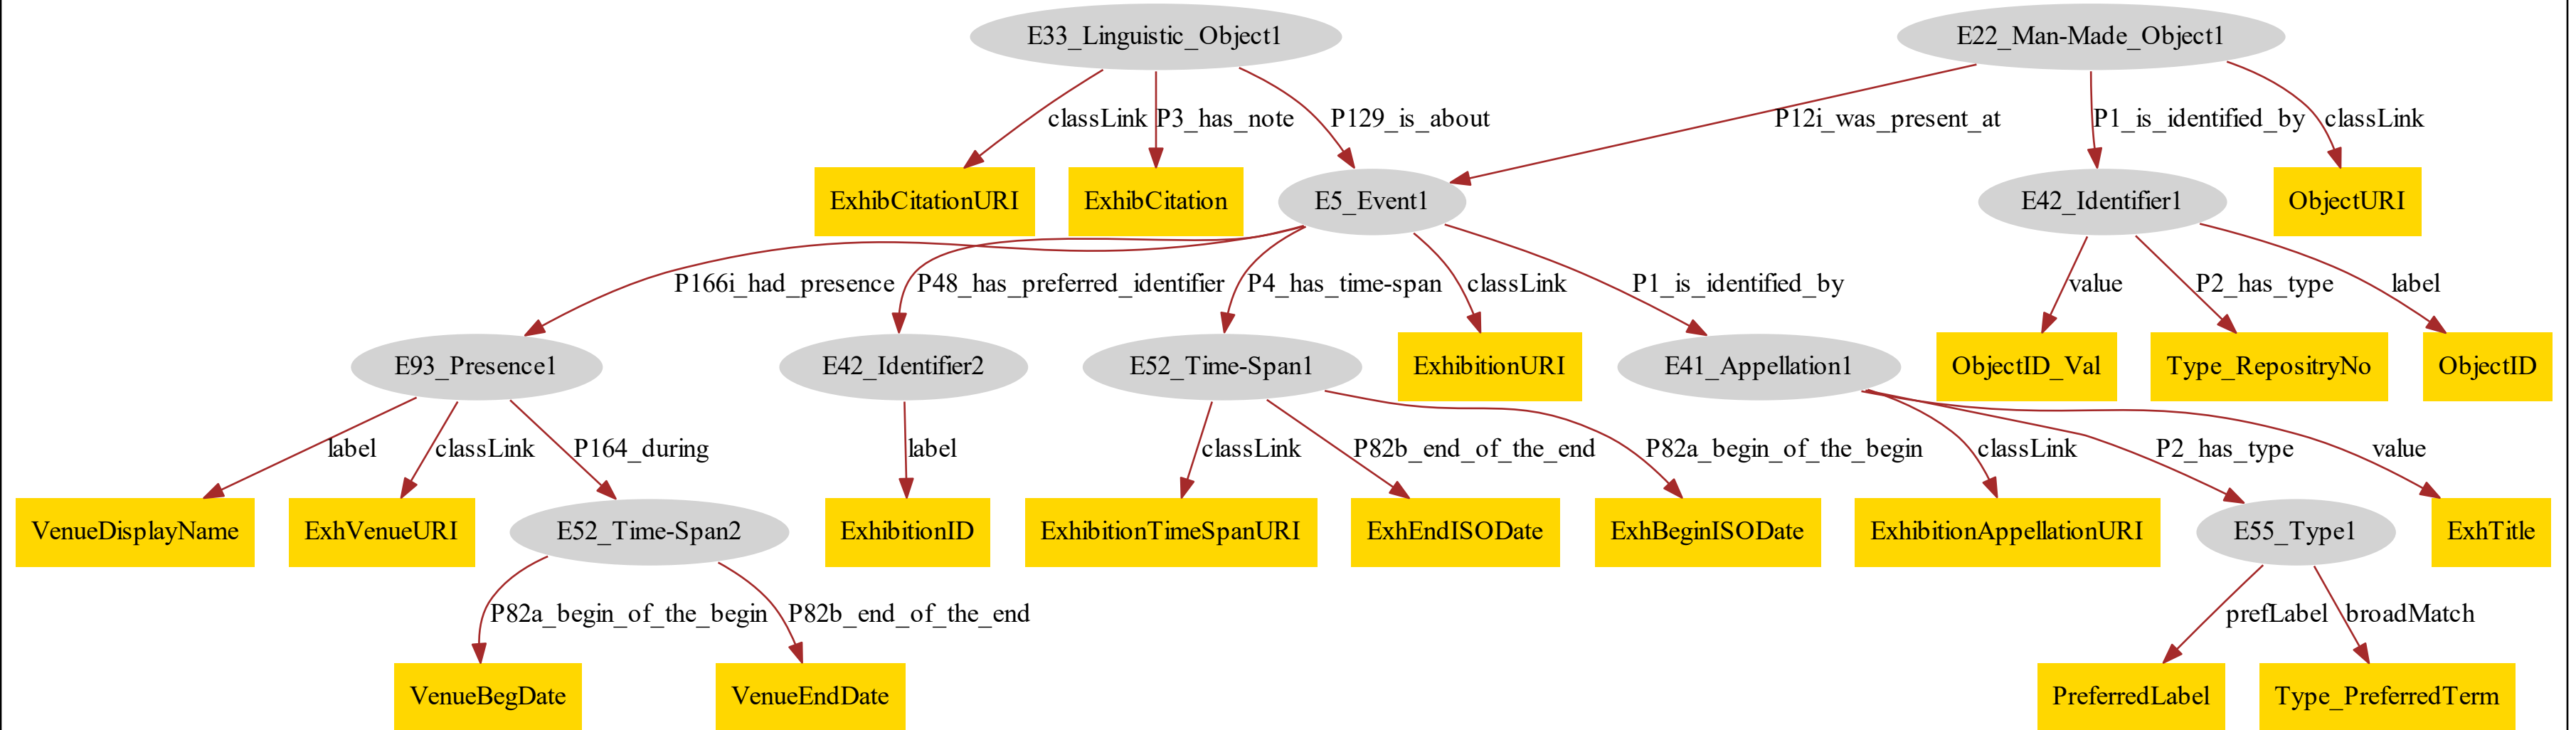 E33_Linguistic_Object1
E22_Man-Made_Object1
classLink
P3_has_note
P129_is_about
P12i_was_present_at
P1_is_identified_by
classLink
ExhibCitationURI
ExhibCitation
E5_Event1
E42_Identifier1
ObjectURI
P166i_had_presence
P48_has_preferred_identifier
P4_has_time-span
classLink
P1_is_identified_by
value
P2_has_type
label
E93_Presence1
E42_Identifier2
E52_Time-Span1
ExhibitionURI
E41_Appellation1
ObjectID_Val
Type_RepositryNo
ObjectID
label
classLink
P164_during
label
classLink
P82b_end_of_the_end
P82a_begin_of_the_begin
classLink
P2_has_type
value
VenueDisplayName
ExhVenueURI
E52_Time-Span2
ExhibitionID
ExhibitionTimeSpanURI
ExhEndISODate
ExhBeginISODate
ExhibitionAppellationURI
E55_Type1
ExhTitle
P82a_begin_of_the_begin
P82b_end_of_the_end
prefLabel
broadMatch
VenueBegDate
VenueEndDate
PreferredLabel
Type_PreferredTerm